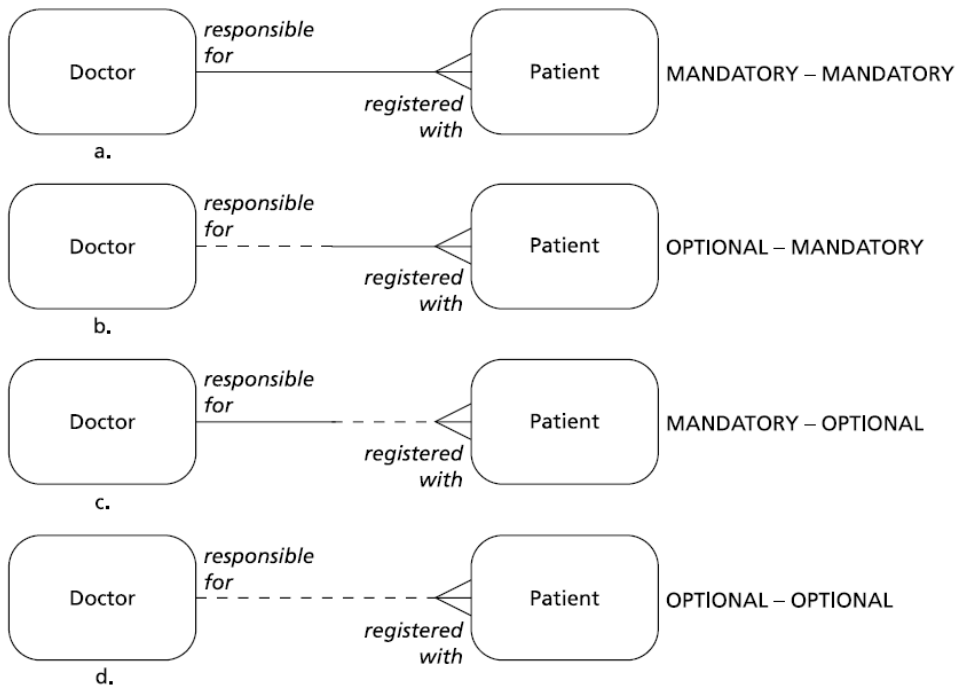 responsible
for
Doctor
Patient
MANDATORY – MANDATORY
registered
with
a.
responsible
for
Doctor
Patient
OPTIONAL – MANDATORY
registered
with
b.
responsible
for
Doctor
Patient
MANDATORY – OPTIONAL
registered
with
c.
responsible
for
Doctor
Patient
OPTIONAL – OPTIONAL
registered
with
d.